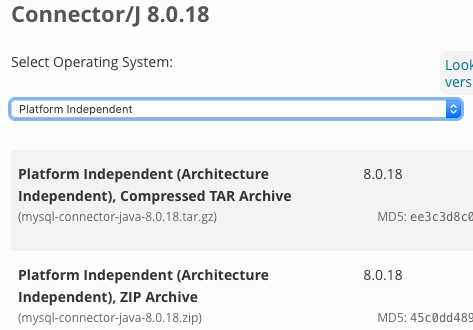 Connector/J 8.0.18
Select Operating System:
Look
vers
Platform Independent
Platform Independent (Architecture
Independent), Compressed TAR Archive
8.0.18
(mysql-connector-java-8.0.18.tar.gz)
MD5: ee3c3d8c0
Platform Independent (Architecture
Independent), ZIP Archive
8.0.18
(mysql-connector-java-8.0.18.zip)
MD5: 45c0dd489